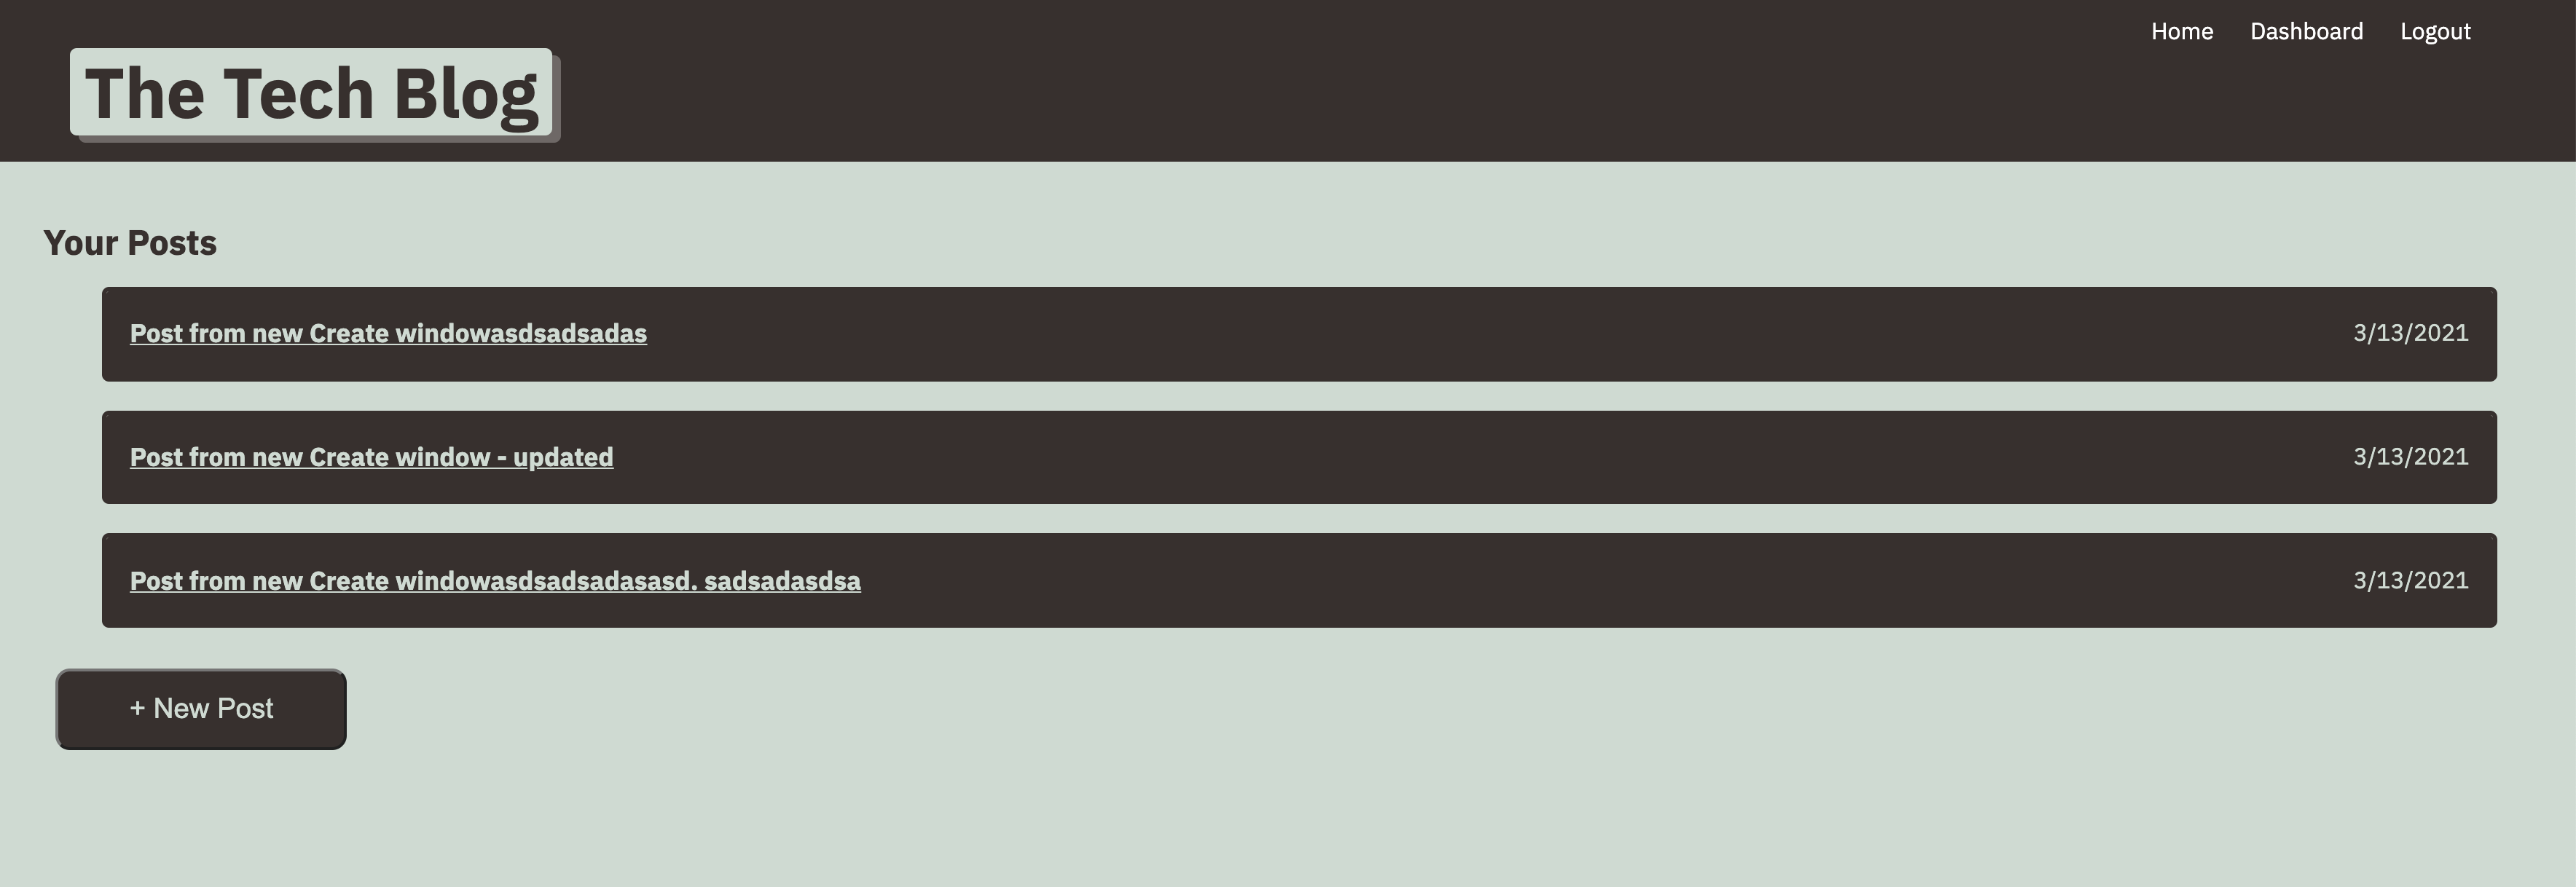 Home Dashboard Logout
The Tech Blog
Your Posts
Post from new Create windowasdsadsadas 3/13/2021
Post from new Create window - updated 3/13/2021
Post from new Create windowasdsadsadasasd. sadsadasdsa 3/13/2021
+ New Post